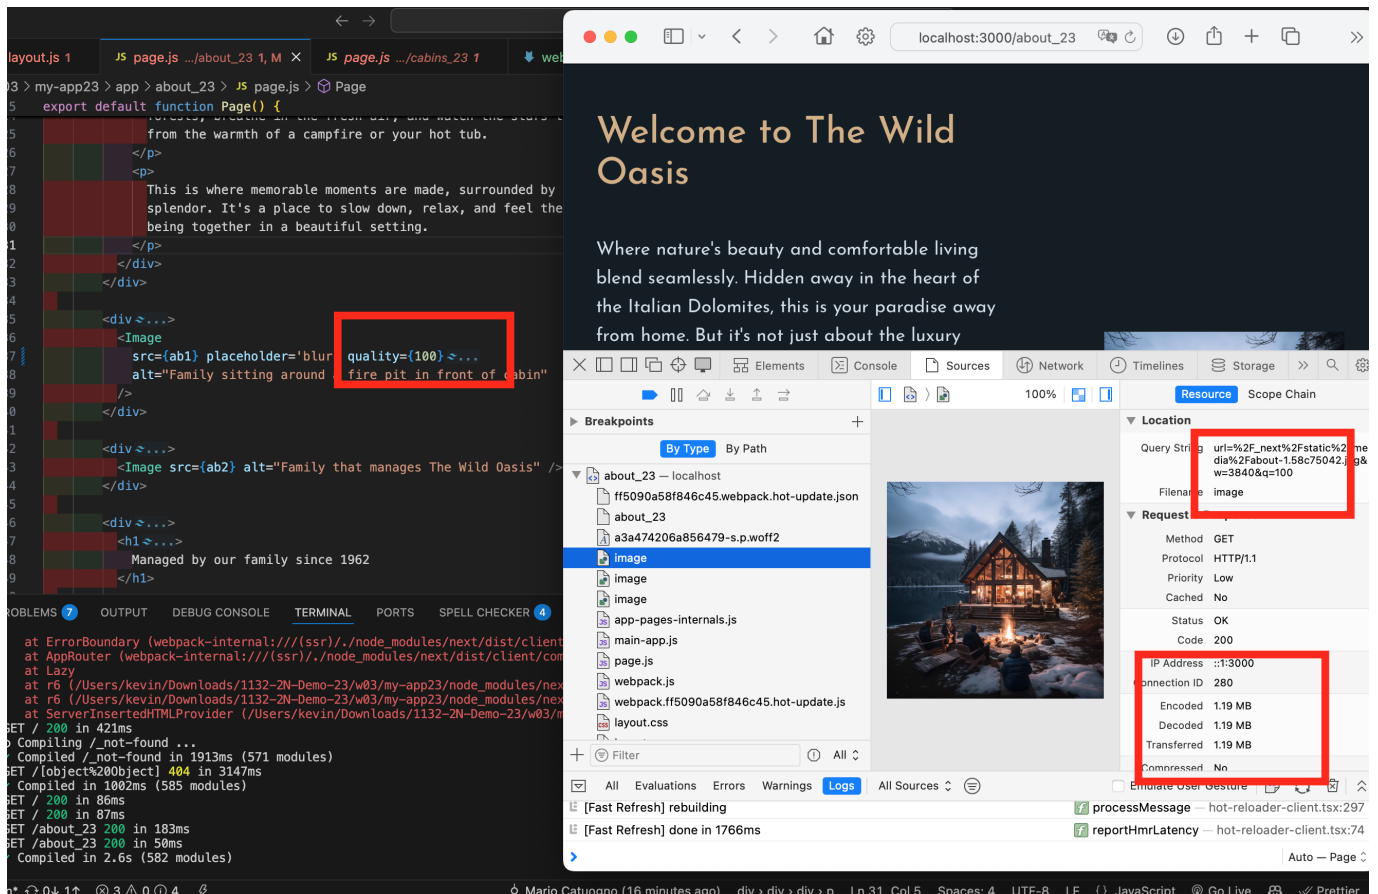 layout.js 1
JS page.js .../about_23 1, M ×
JS page.js .../cabins_23 1
my-app23 > app > about_23 > JS page.js > Page
export default function Page() {
from the warmth of a campfire or your hot tub.
</p>
<p>
This is where memorable moments are made, surrounded by
splendor. It's a place to slow down, relax, and feel the
being together in a beautiful setting.
</p>
</div>
</div>
<div ...>
<Image
src={ab1} placeholder='blur' quality={100} ...
alt="Family sitting around a fire pit in front of cabin"
/>
</div>
<div ...>
<Image src={ab2} alt="Family that manages The Wild Oasis" />
</div>
<div ...>
<h1 ...>
Managed by our family since 1962
</h1>
PROBLEMS 7 OUTPUT DEBUG CONSOLE TERMINAL PORTS SPELL CHECKER 4
at ErrorBoundary (webpack-internal:///(ssr)/./node_modules/next/dist/client
at AppRouter (webpack-internal:///(ssr)/./node_modules/next/dist/client/com
at Lazy
at r6 (/Users/kevin/Downloads/1132-2N-Demo-23/w03/my-app23/node_modules/nex
at r6 (/Users/kevin/Downloads/1132-2N-Demo-23/w03/my-app23/node_modules/nex
at ServerInsertedHTMLProvider (/Users/kevin/Downloads/1132-2N-Demo-23/w03/m
GET / 200 in 421ms
Compiling /_not-found ...
Compiled /_not-found in 1913ms (571 modules)
GET /[object%20Object] 404 in 3147ms
Compiled in 1002ms (585 modules)
GET / 200 in 86ms
GET / 200 in 87ms
GET /about_23 200 in 183ms
GET /about_23 200 in 50ms
Compiled in 2.6s (582 modules)
localhost:3000/about_23
Welcome to The Wild
Oasis
Where nature's beauty and comfortable living
blend seamlessly. Hidden away in the heart of
the Italian Dolomites, this is your paradise away
from home. But it's not just about the luxury
Elements Console Sources Network Timelines Storage
100%
Resource Scope Chain
Breakpoints
By Type By Path
about_23 — localhost
ff5090a58f846c45.webpack.hot-update.json
about_23
a3a474206a856479-s.p.woff2
image
image
image
app-pages-internals.js
main-app.js
page.js
webpack.js
webpack.ff5090a58f846c45.hot-update.js
layout.css
Filter All
Location
Query String url=%2F_next%2Fstatic%2Fme
dia%2Fabout-1.58c75042.jpg&
w=3840&q=100
Filename image
Request
Method GET
Protocol HTTP/1.1
Priority Low
Cached No
Status OK
Code 200
IP Address ::1:3000
Connection ID 280
Encoded 1.19 MB
Decoded 1.19 MB
Transferred 1.19 MB
Compressed No
All Evaluations Errors Warnings Logs All Sources
Emulate User Gesture
[Fast Refresh] rebuilding
f processMessage — hot-reloader-client.tsx:297
[Fast Refresh] done in 1766ms
f reportHmrLatency — hot-reloader-client.tsx:74
Auto — Page
0↓ 1↑ 3 0 4
Mario Catuogno (16 minutes ago) div > div > div > p Ln 31, Col 5 Spaces: 4 UTF-8 LF {} JavaScript Go Live Prettier